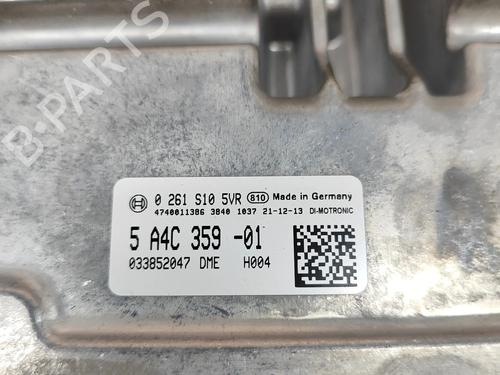 B-PARTS
0 261 S10 5VR 810 Made in Germany
4740011386 3840 1037 21-12-13 DI-MOTRONIC
5 A4C 359 -01
033852047 DME H004